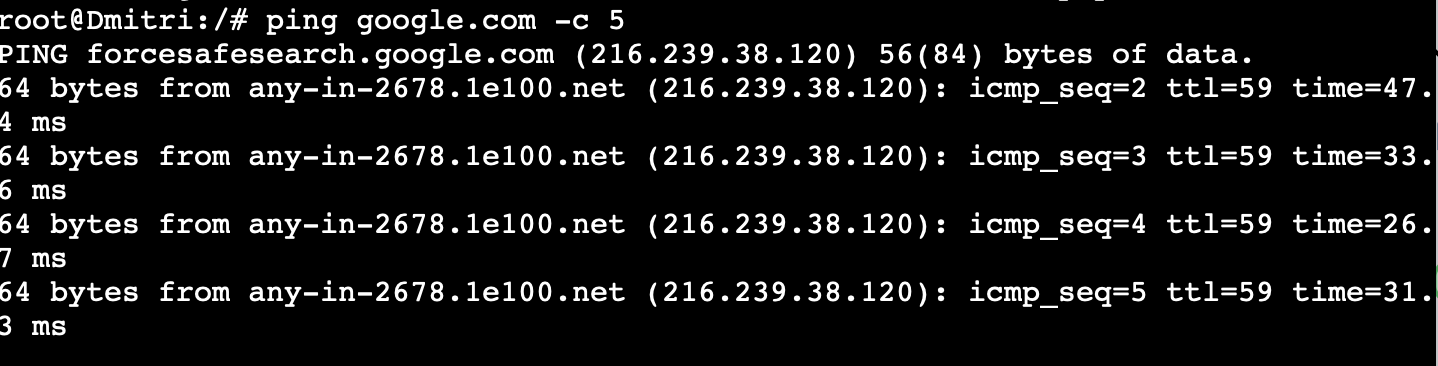 root@Dmitri:/# ping google.com -c 5
PING forcesafesearch.google.com (216.239.38.120) 56(84) bytes of data.
64 bytes from any-in-2678.1e100.net (216.239.38.120): icmp_seq=2 ttl=59 time=47.
4 ms
64 bytes from any-in-2678.1e100.net (216.239.38.120): icmp_seq=3 ttl=59 time=33.
6 ms
64 bytes from any-in-2678.1e100.net (216.239.38.120): icmp_seq=4 ttl=59 time=26.
7 ms
64 bytes from any-in-2678.1e100.net (216.239.38.120): icmp_seq=5 ttl=59 time=31.
3 ms